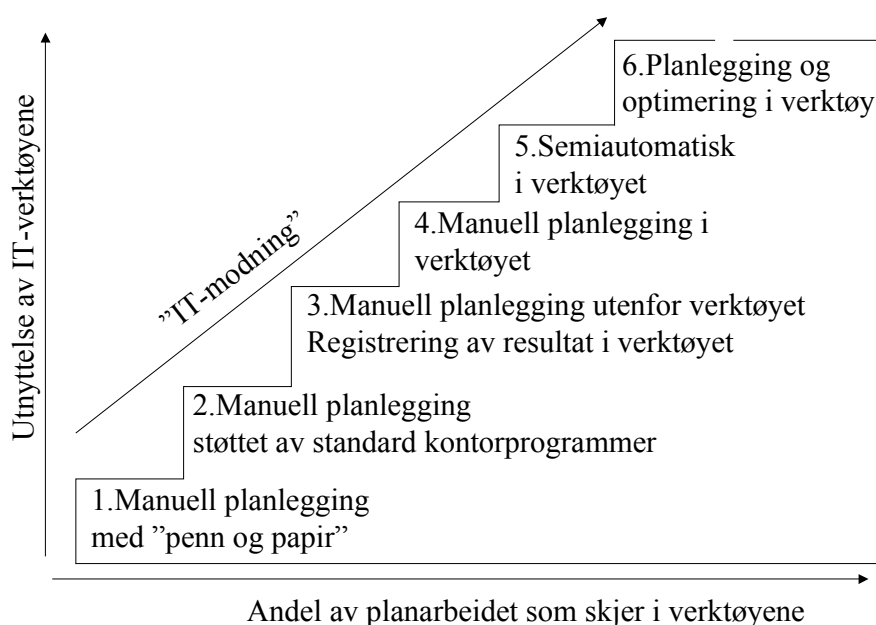 Utnyttelse av IT-verktøyene
”IT-modning”
6.Planlegging og
optimering i verktøy
5.Semiautomatisk
i verktøyet
4.Manuell planlegging i
verktøyet
3.Manuell planlegging utenfor verktøyet
Registrering av resultat i verktøyet
2.Manuell planlegging
støttet av standard kontorprogrammer
1.Manuell planlegging
med ”penn og papir”
Andel av planarbeidet som skjer i verktøyene